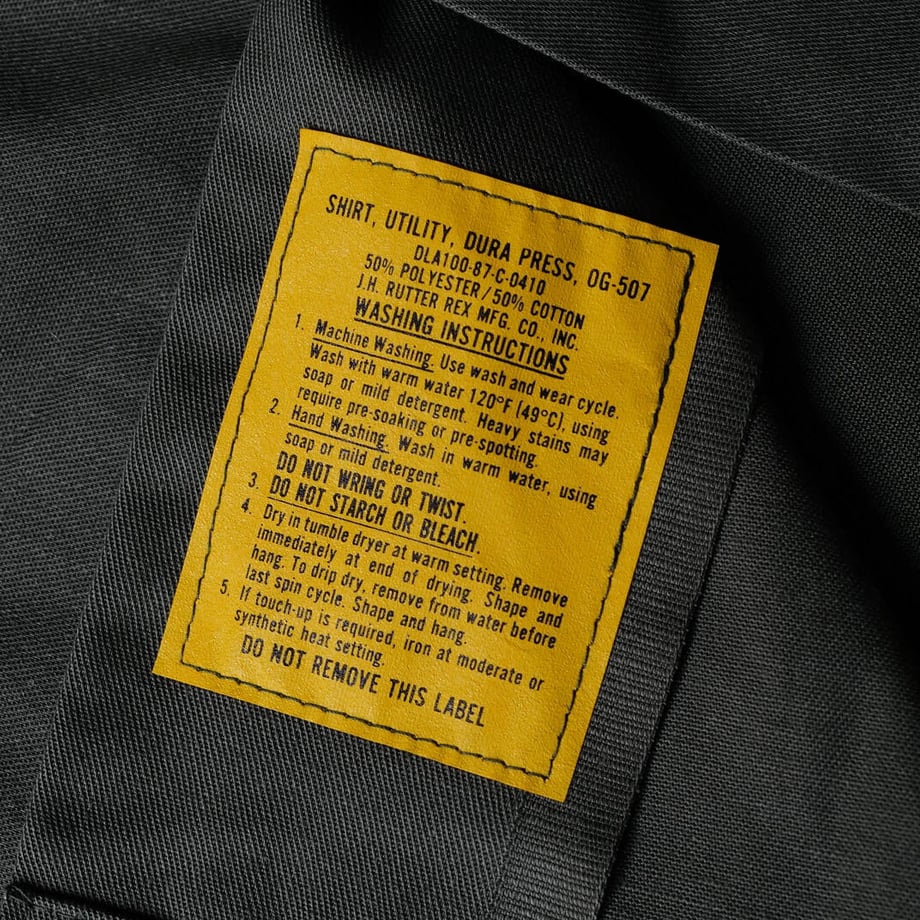 SHIRT, UTILITY, DURA PRESS, OG-507
DLA100-87-C-0410
50% POLYESTER/50% COTTON
J.H. RUTTER REX MFG. CO., INC.
WASHING INSTRUCTIONS
1. Machine Washing. Use wash and wear cycle.
Wash with warm water 120°F [49°C], using
soap or mild detergent. Heavy stains may
require pre-soaking or pre-spotting.
2. Hand Washing. Wash in warm water, using
soap or mild detergent.
DO NOT WRING OR TWIST.
3. DO NOT STARCH OR BLEACH.
4. Dry in tumble dryer at warm setting. Remove
immediately at end of drying. Shape and
hang. To drip dry, remove from water before
last spin cycle. Shape and hang.
5. If touch-up is required, iron at moderate or
synthetic heat setting.
DO NOT REMOVE THIS LABEL